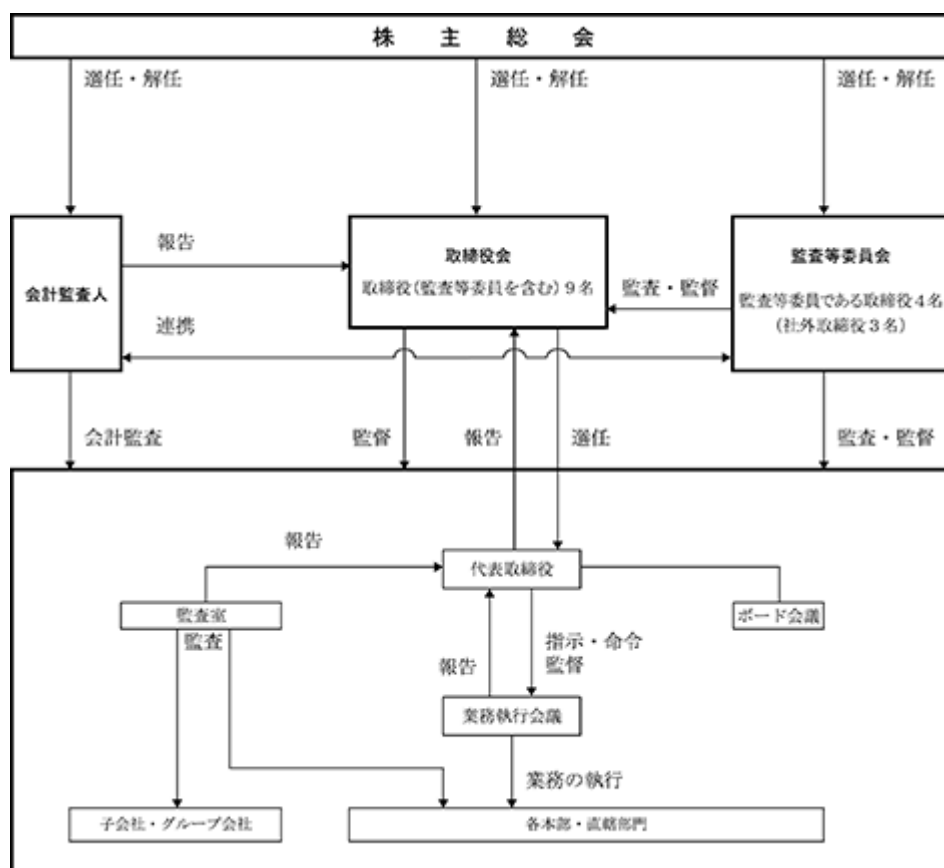 株主総会
選任・解任
選任・解任
選任・解任
会計監査人
報告
取締役会
取締役(監査等委員を含む)9名
監査・監督
監査等委員会
監査等委員である取締役4名
(社外取締役3名)
連携
会計監査
監督
報告
選任
監査・監督
報告
代表取締役
監査室
ボード会議
監査
指示・命令
監督
報告
業務執行会議
業務の執行
子会社・グループ会社
各本部・直轄部門